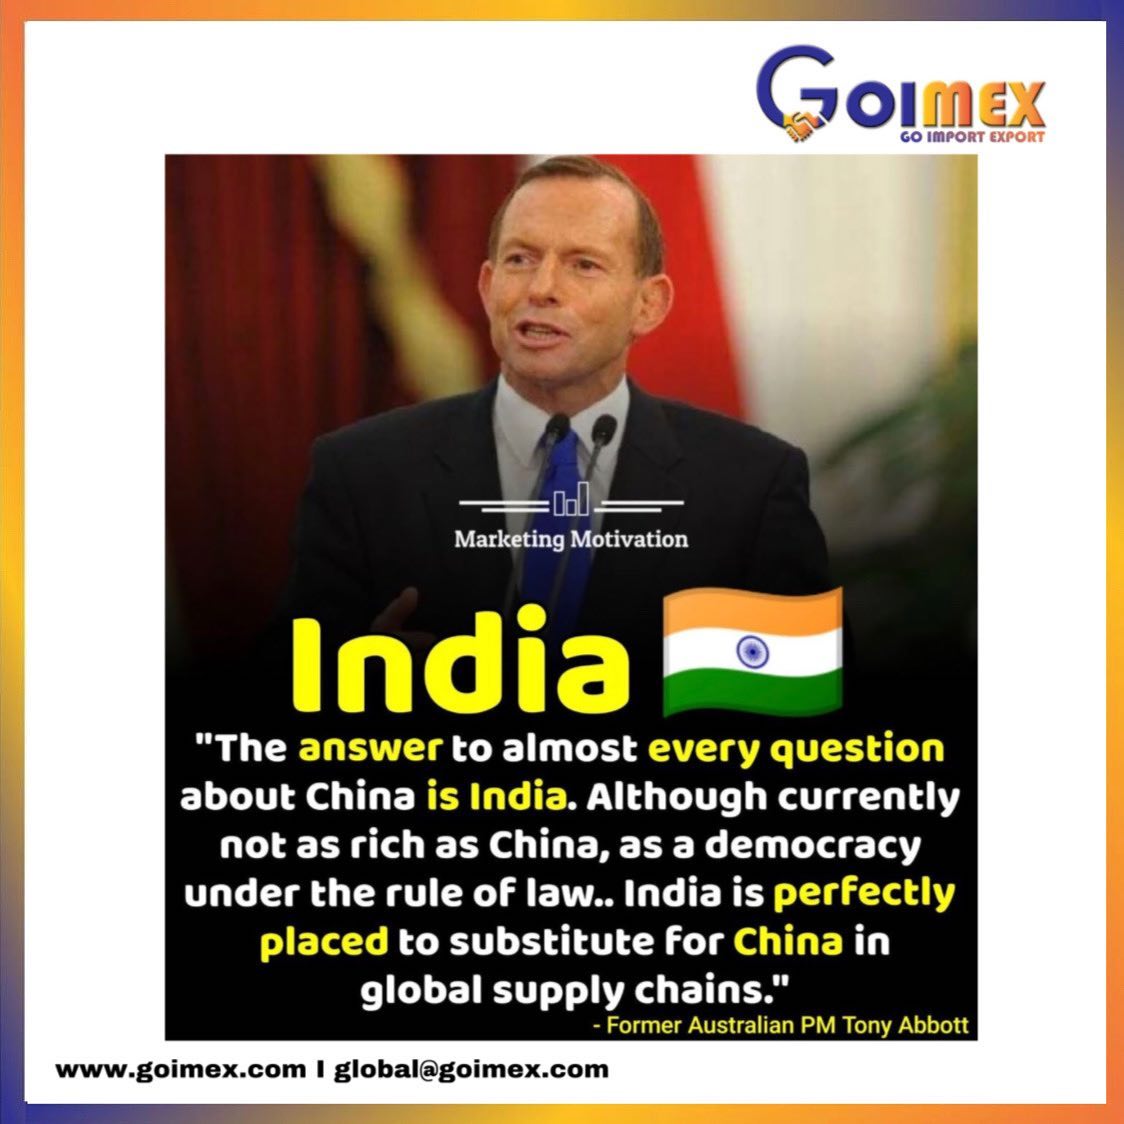 GOIMEX
GO IMPORT EXPORT
Marketing Motivation
India
"The answer to almost every question
about China is India. Although currently
not as rich as China, as a democracy
under the rule of law.. India is perfectly
placed to substitute for China in
global supply chains."
- Former Australian PM Tony Abbott
www.goimex.com I global@goimex.com